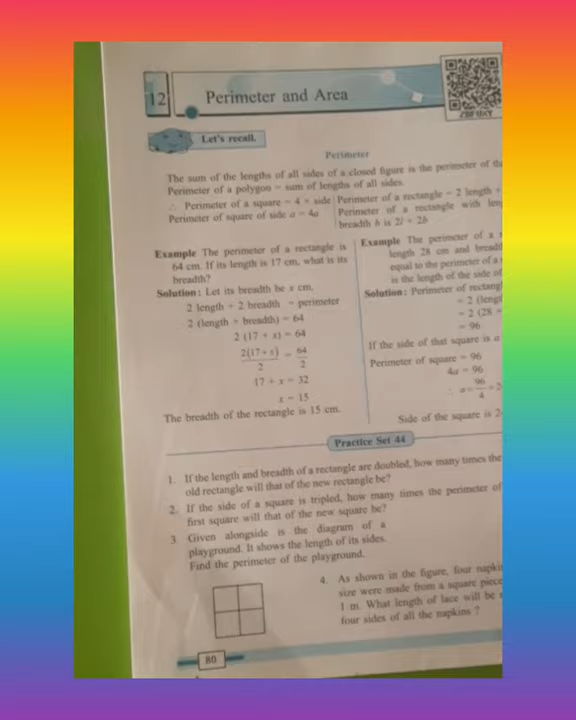 12
Perimeter and Area
Let's recall.
Perimeter
The sum of the lengths of all sides of a closed figure is the perimeter of the
Perimeter of a polygon = sum of lengths of all sides.
∴ Perimeter of a square = 4 × side
Perimeter of square of side a = 4a
Perimeter of a rectangle = 2 length +
Perimeter of a rectangle with
breadth b is 2l + 2b
Example The perimeter of a rectangle is
64 cm. If its length is 17 cm, what is its
breadth?
Solution: Let its breadth be x cm.
2 length + 2 breadth = perimeter
2 (length + breadth) = 64
2 (17 + x) = 64
2(17 + x)/2 = 64/2
17 + x = 32
x = 15
The breadth of the rectangle is 15 cm.
Example The perimeter of a
length 28 cm and
equal to the perimeter of a
is the length of the side of
Solution: Perimeter of
= 2
= 2 (28 +
= 96
If the side of that square is a
Perimeter of square = 96
4a = 96
∴ a = 96/4 =
Side of the square is
Practice Set 44
1. If the length and breadth of a rectangle are doubled, how many times the
old rectangle will that of the new rectangle be?
2. If the side of a square is tripled, how many times the perimeter of
first square will that of the new square be?
3. Given alongside is the diagram of a
playground. It shows the length of its sides.
Find the perimeter of the playground.
4. As shown in the figure, four
size were made from a square piece
1 m. What length of lace will be
four sides of all the napkins ?
80